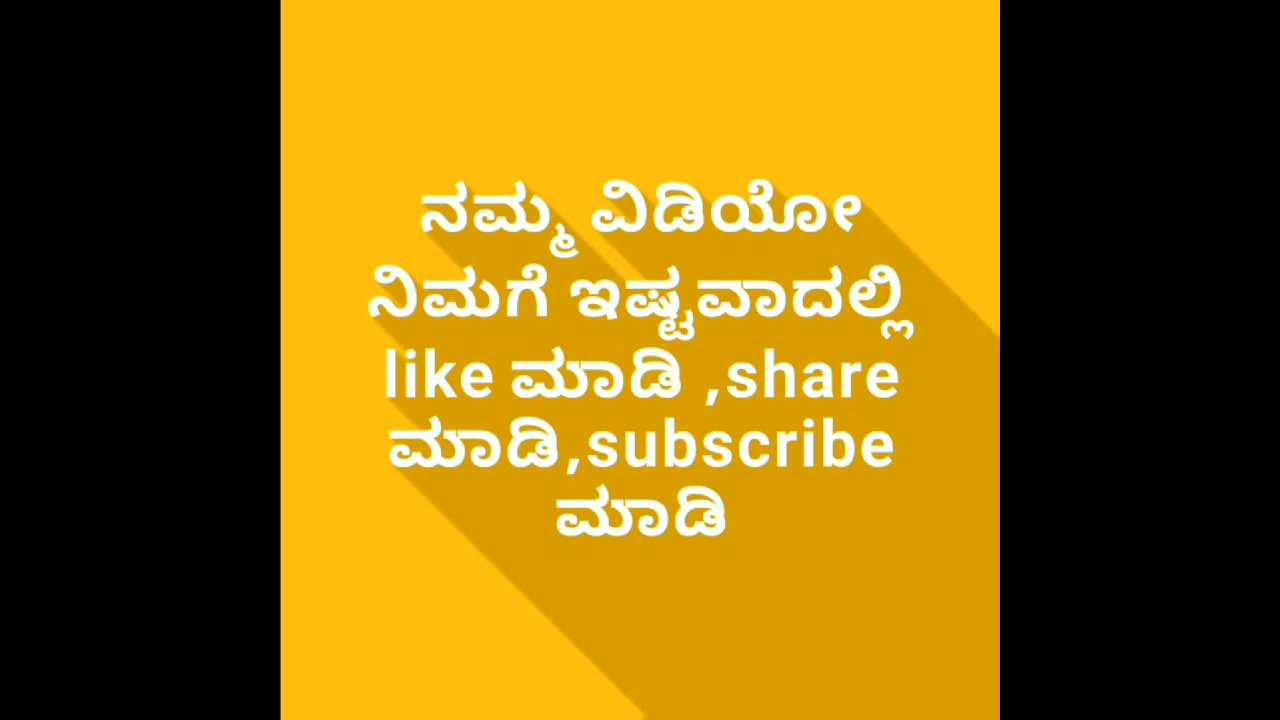 ನಮ್ಮ ವಿಡಿಯೋ
ನಿಮಗೆ ಇಷ್ಟವಾದಲ್ಲಿ
like ಮಾಡಿ ,share
ಮಾಡಿ,subscribe
ಮಾಡಿ